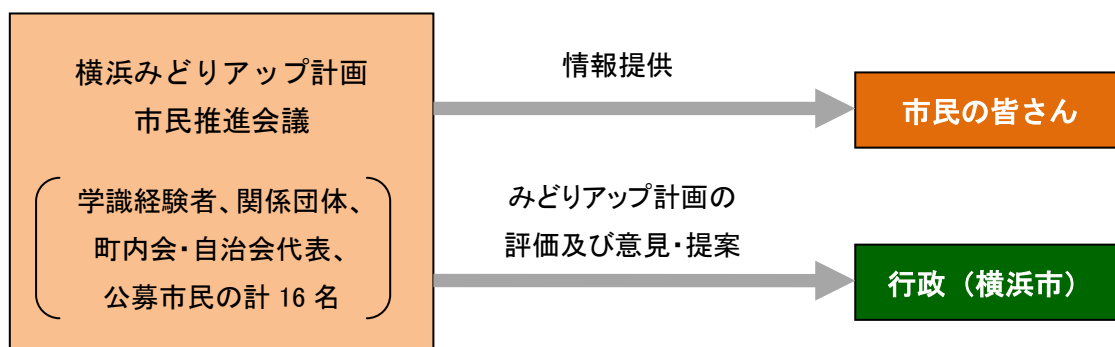 横浜みどりアップ計画
市民推進会議
学識経験者、関係団体、
町内会・自治会代表、
公募市民の計 16 名
情報提供
市民の皆さん
みどりアップ計画の
評価及び意見・提案
行政（横浜市）